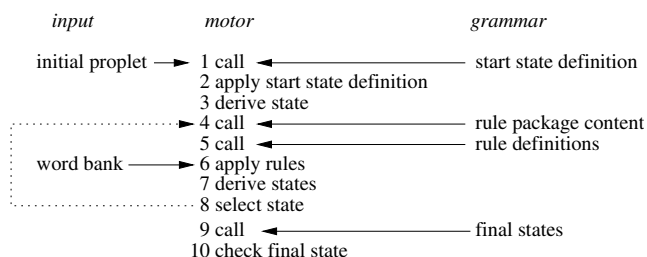 input motor grammar
initial proplet 1 call start state definition
2 apply start state definition
3 derive state
4 call rule package content
5 call rule definitions
word bank 6 apply rules
7 derive states
8 select state
9 call final states
10 check final state